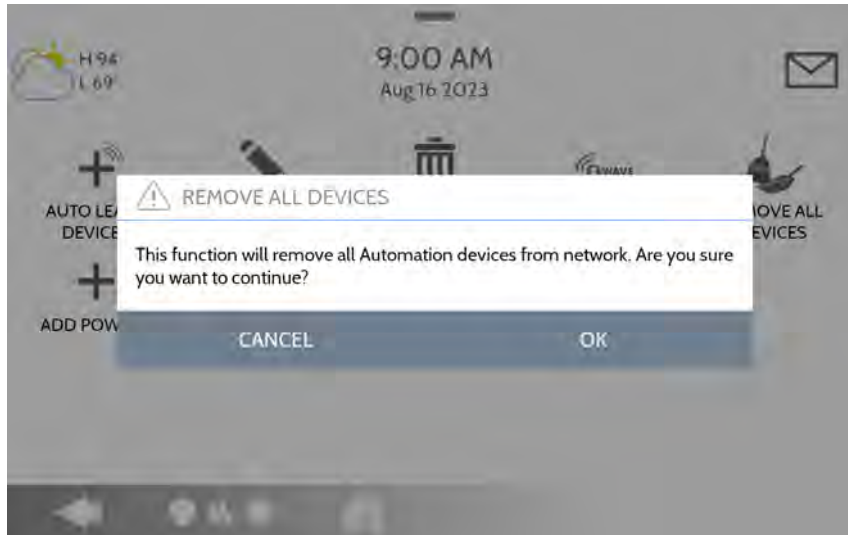 H 94°
L 69°
9:00 AM
Aug 16 2023
AUTO LEA
DEVICE
OVE ALL
EVICES
REMOVE ALL DEVICES
This function will remove all Automation devices from network. Are you sure
you want to continue?
ADD POW
CANCEL
OK